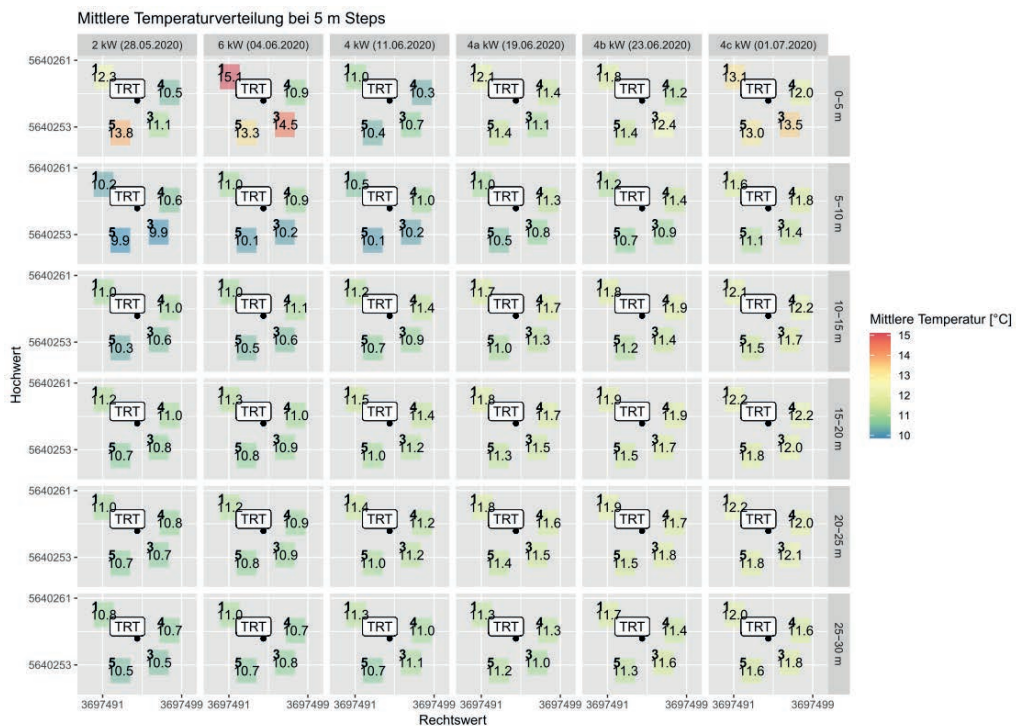 Mittlere Temperaturverteilung bei 5 m Steps
2 kW (28.05.2020) 6 kW (04.06.2020) 4 kW (11.06.2020) 4a kW (19.06.2020) 4b kW (23.06.2020) 4c kW (01.07.2020)
5640261 1 12.3 TRT 4 10.5 1 15.1 TRT 4 10.9 1 11.0 TRT 4 10.3 1 12.1 TRT 4 11.4 1 11.8 TRT 4 11.2 1 13.1 TRT 4 12.0 0−5 m
5640253 5 13.8 3 11.1 5 13.3 3 14.5 5 10.4 3 10.7 5 11.4 3 11.1 5 11.4 3 12.4 5 13.0 3 13.5
5640261 1 10.2 TRT 4 10.6 1 11.0 TRT 4 10.9 1 10.5 TRT 4 11.0 1 11.0 TRT 4 11.3 1 11.2 TRT 4 11.4 1 11.6 TRT 4 11.8 5−10 m
5640253 5 9.9 3 9.9 5 10.1 3 10.2 5 10.1 3 10.2 5 10.5 3 10.8 5 10.7 3 10.9 5 11.1 3 11.4
5640261 1 11.0 TRT 4 11.0 1 11.0 TRT 4 11.1 1 11.2 TRT 4 11.4 1 11.7 TRT 4 11.7 1 11.8 TRT 4 11.9 1 12.1 TRT 4 12.2 10−15 m
5640253 5 10.3 3 10.6 5 10.5 3 10.6 5 10.7 3 10.9 5 11.0 3 11.3 5 11.2 3 11.4 5 11.5 3 11.7
5640261 1 11.2 TRT 4 11.0 1 11.3 TRT 4 11.0 1 11.5 TRT 4 11.4 1 11.8 TRT 4 11.7 1 11.9 TRT 4 11.9 1 12.2 TRT 4 12.2 15−20 m
5640253 5 10.7 3 10.8 5 10.8 3 10.9 5 11.0 3 11.2 5 11.3 3 11.5 5 11.5 3 11.7 5 11.8 3 12.0
5640261 1 11.0 TRT 4 10.8 1 11.2 TRT 4 10.9 1 11.4 TRT 4 11.2 1 11.8 TRT 4 11.6 1 11.9 TRT 4 11.7 1 12.2 TRT 4 12.0 20−25 m
5640253 5 10.7 3 10.7 5 10.8 3 10.9 5 11.0 3 11.2 5 11.4 3 11.5 5 11.5 3 11.8 5 11.8 3 12.1
5640261 1 10.8 TRT 4 10.7 1 11.0 TRT 4 10.7 1 11.3 TRT 4 11.0 1 11.3 TRT 4 11.3 1 11.7 TRT 4 11.4 1 12.0 TRT 4 11.6 25−30 m
5640253 5 10.5 3 10.5 5 10.7 3 10.8 5 10.7 3 11.1 5 11.2 3 11.0 5 11.3 3 11.6 5 11.6 3 11.8
3697491 3697499 3697491 3697499 3697491 3697499 3697491 3697499 3697491 3697499 3697491 3697499
Rechtswert
Hochwert
Mittlere Temperatur [°C]
15
14
13
12
11
10